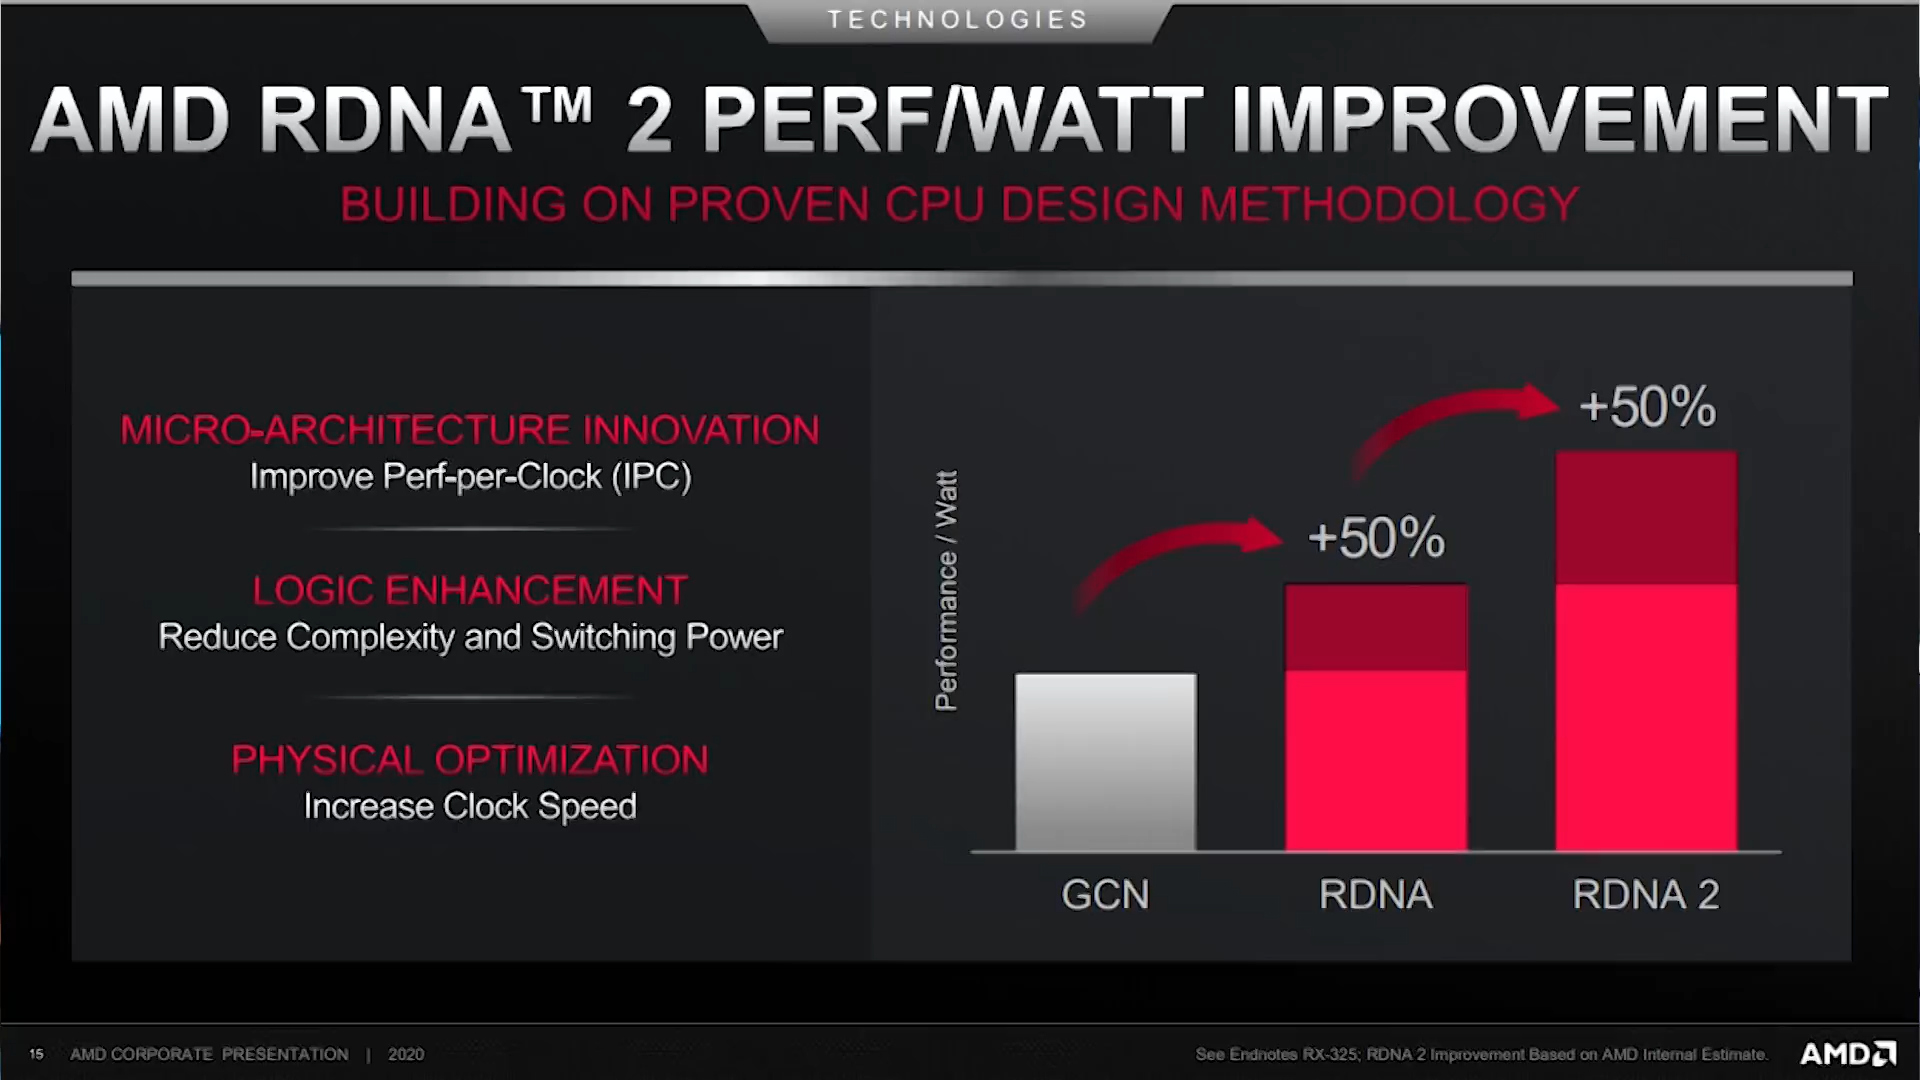 TECHNOLOGIES
AMD RDNA™ 2 PERF/WATT IMPROVEMENT
BUILDING ON PROVEN CPU DESIGN METHODOLOGY
MICRO-ARCHITECTURE INNOVATION
Improve Perf-per-Clock (IPC)
LOGIC ENHANCEMENT
Reduce Complexity and Switching Power
PHYSICAL OPTIMIZATION
Increase Clock Speed
Performance / Watt
+50%
+50%
GCN
RDNA
RDNA 2
15 AMD CORPORATE PRESENTATION | 2020
See Endnotes RX-325; RDNA 2 Improvement Based on AMD Internal Estimate.
AMD